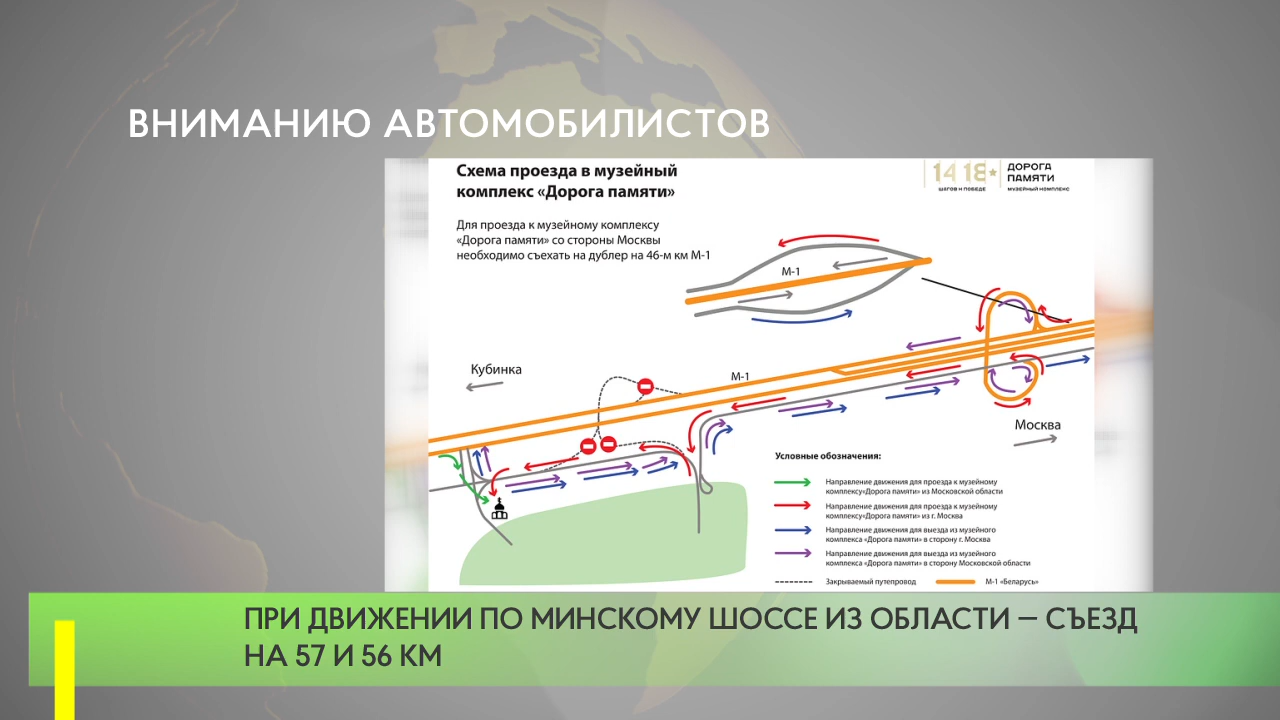 ВНИМАНИЮ АВТОМОБИЛИСТОВ
Схема проезда в музейный
комплекс «Дорога памяти»
1418
ШАГОВ К ПОБЕДЕ
ДОРОГА
ПАМЯТИ
МУЗЕЙНЫЙ КОМПЛЕКС
Для проезда к музейному комплексу
«Дорога памяти» со стороны Москвы
необходимо съехать на дублер на 46-м км М-1
М-1
Кубинка
М-1
Москва
Условные обозначения:
Направление движения для проезда к музейному
комплексу«Дорога памяти» из Московской области
Направление движения для проезда к музейному
комплексу«Дорога памяти» из г. Москва
Направление движения для выезда из музейного
комплекса «Дорога памяти» в сторону г. Москва
Направление движения для выезда из музейного
комплекса «Дорога памяти» в сторону Московской области
Закрываемый путепровод
М-1 «Беларусь»
ПРИ ДВИЖЕНИИ ПО МИНСКОМУ ШОССЕ ИЗ ОБЛАСТИ — СЪЕЗД
НА 57 И 56 КМ